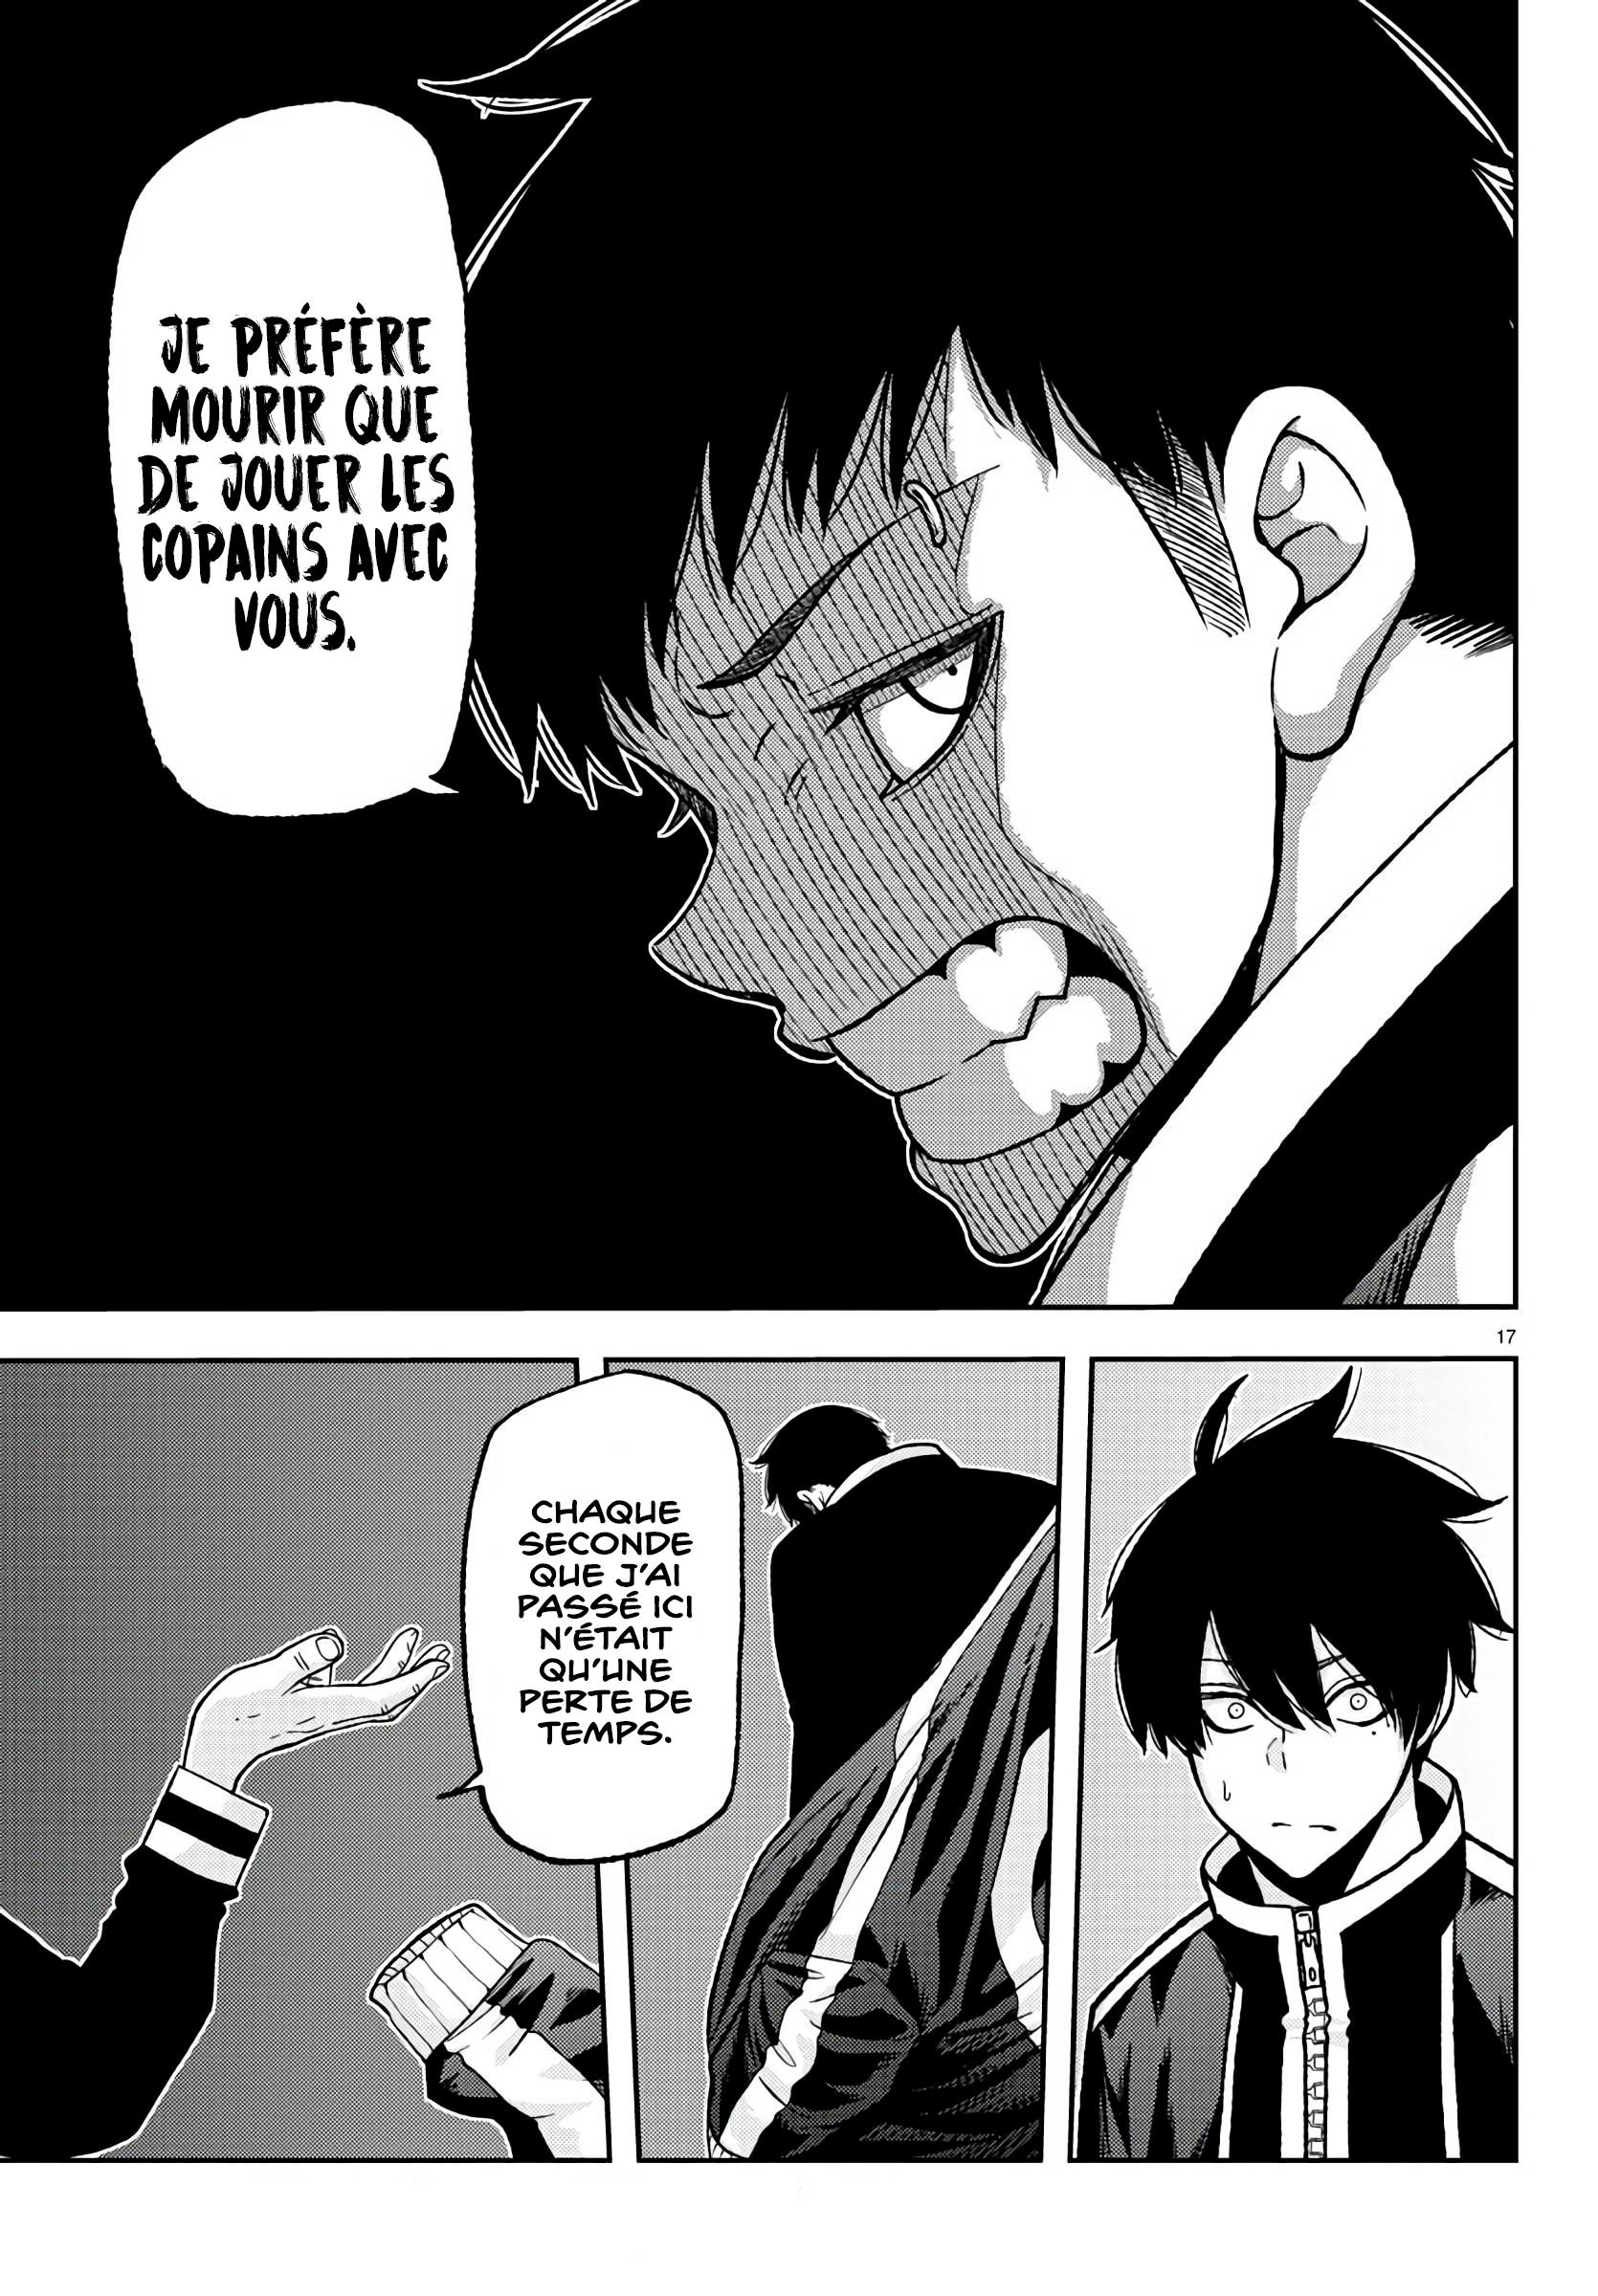 JE PRÉFÈRE
MOURIR QUE
DE JOUER LES
COPAINS AVEC
VOUS.
17
CHAQUE
SECONDE
QUE J'AI
PASSÉ ICI
N'ÉTAIT
QU'UNE
PERTE DE
TEMPS.